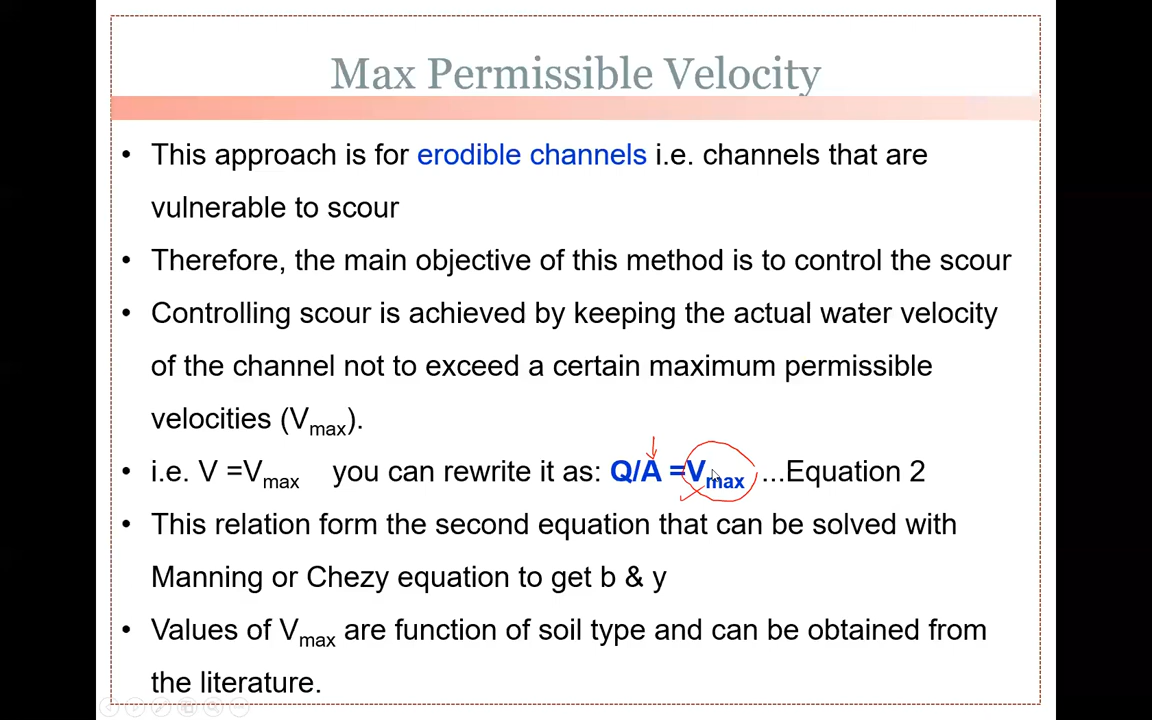 Max Permissible Velocity
• This approach is for erodible channels i.e. channels that are
vulnerable to scour
• Therefore, the main objective of this method is to control the scour
• Controlling scour is achieved by keeping the actual water velocity
of the channel not to exceed a certain maximum permissible
velocities (Vmax).
• i.e. V =Vmax you can rewrite it as: Q/A =Vmax ...Equation 2
• This relation form the second equation that can be solved with
Manning or Chezy equation to get b & y
• Values of Vmax are function of soil type and can be obtained from
the literature.